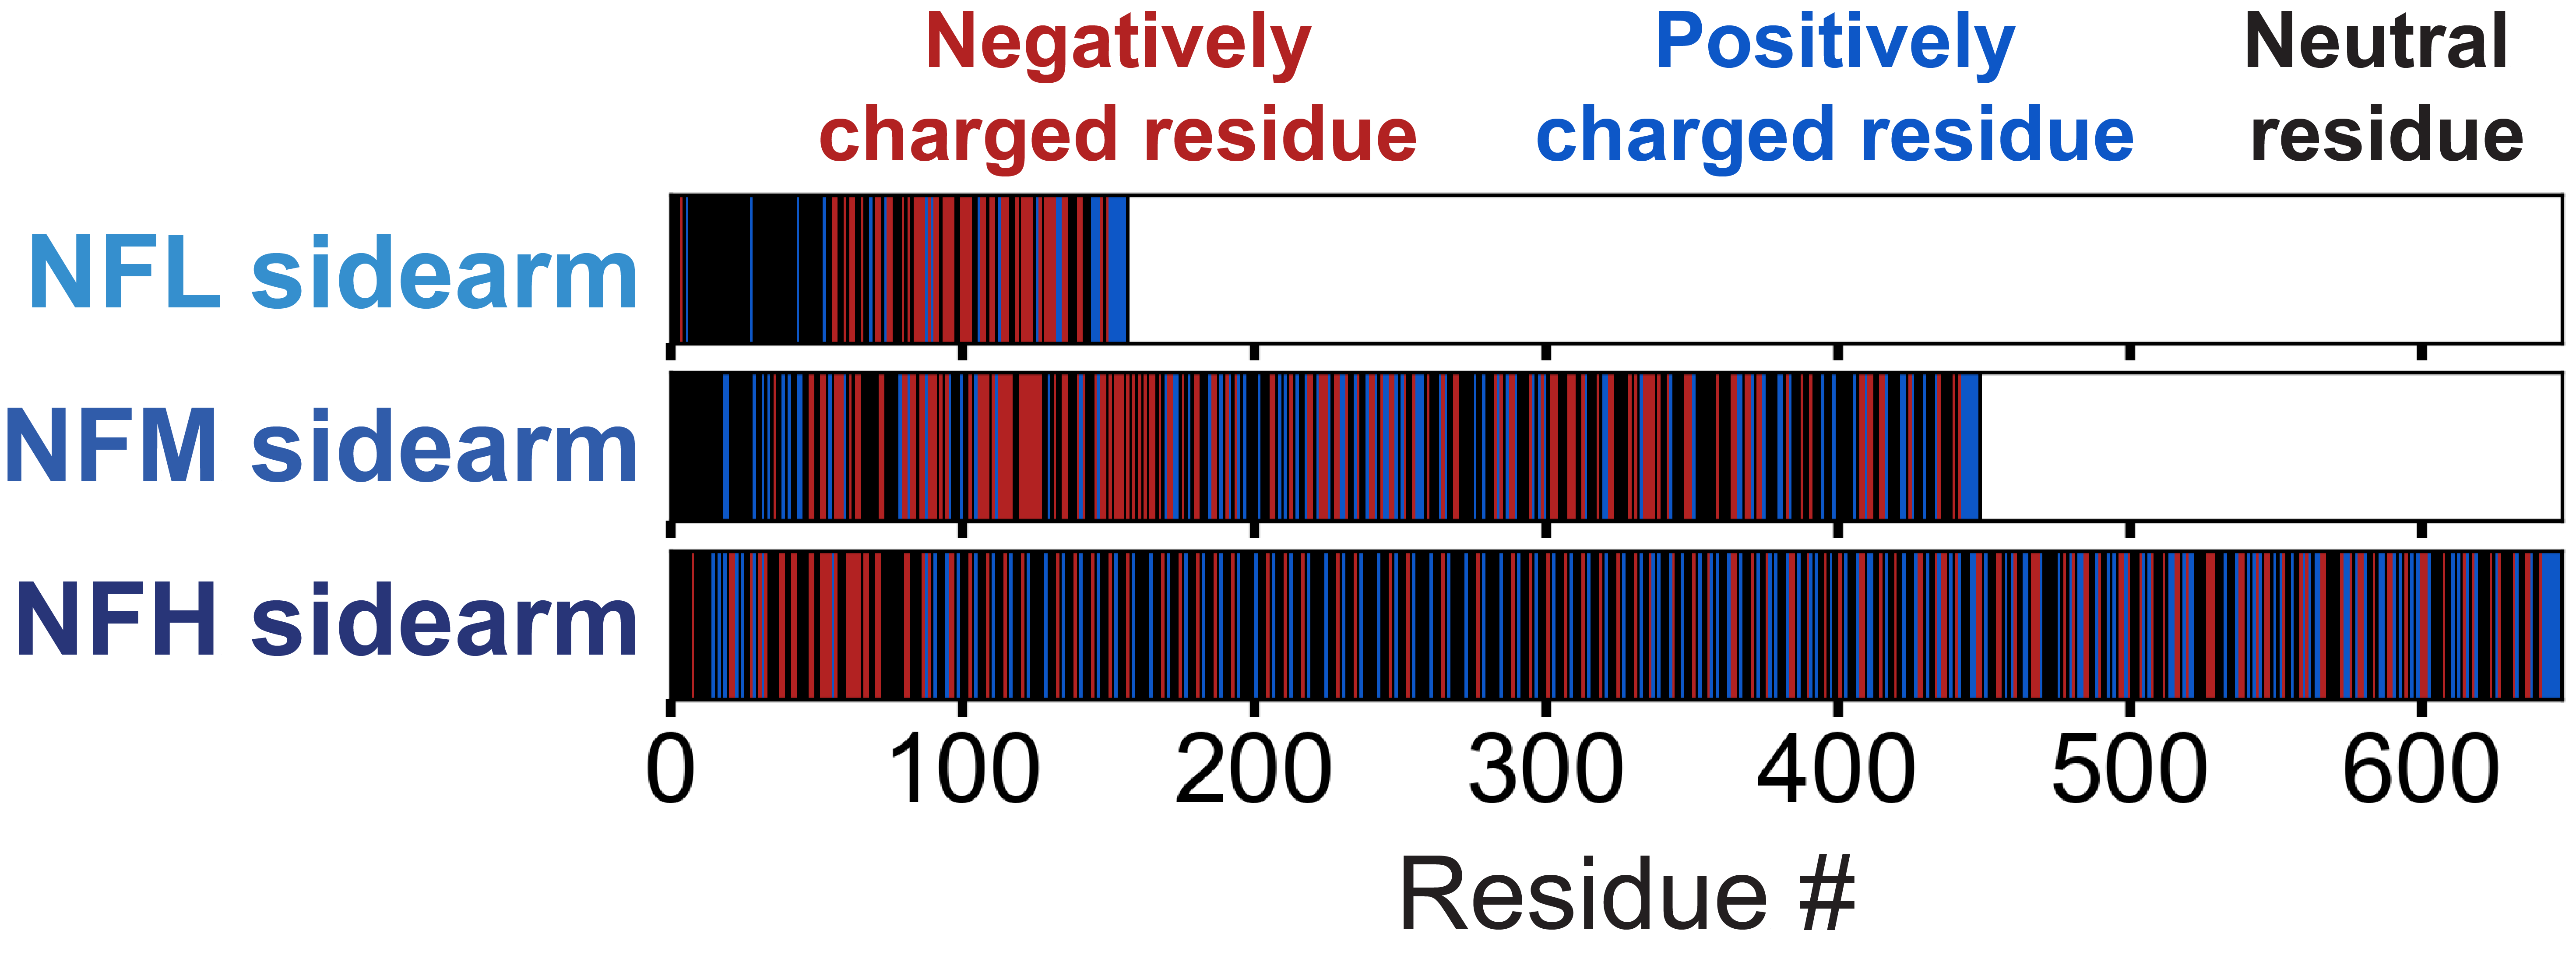 Negatively
charged residue
Positively
charged residue
Neutral
residue
NFL sidearm
NFM sidearm
NFH sidearm
0 100 200 300 400 500 600
Residue #